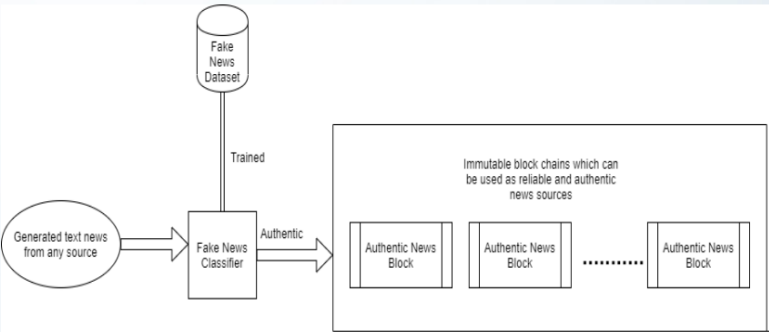 Fake
News
Dataset
Trained
Generated text news
from any source
Fake News
Classifier
Authentic
Immutable block chains which can
be used as reliable and authentic
news sources
Authentic News
Block
Authentic News
Block
Authentic News
Block